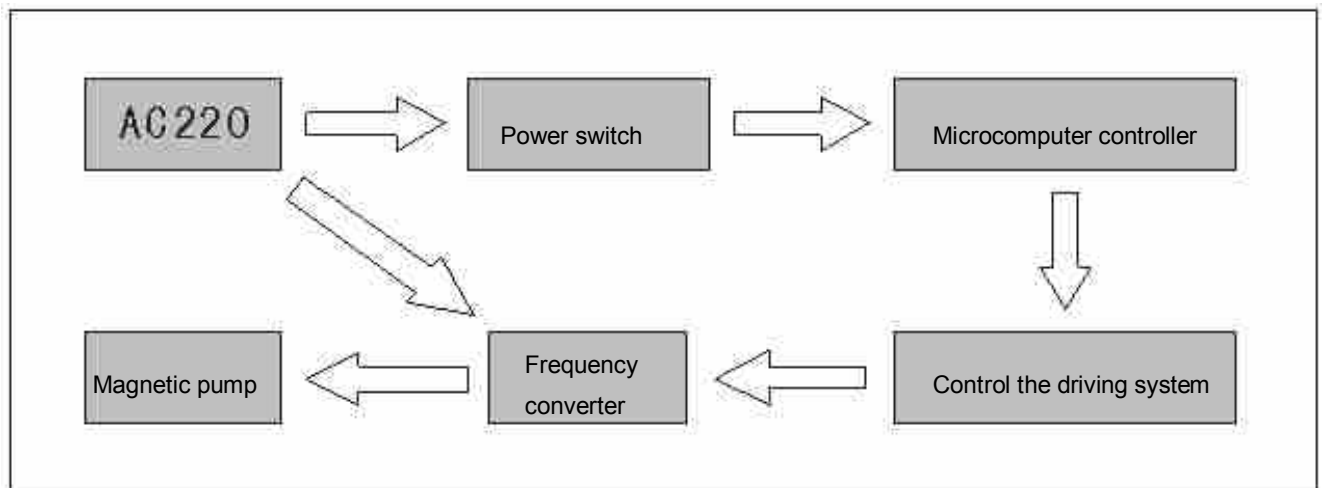 AC220
Power switch
Microcomputer controller
Magnetic pump
Frequency
converter
Control the driving system